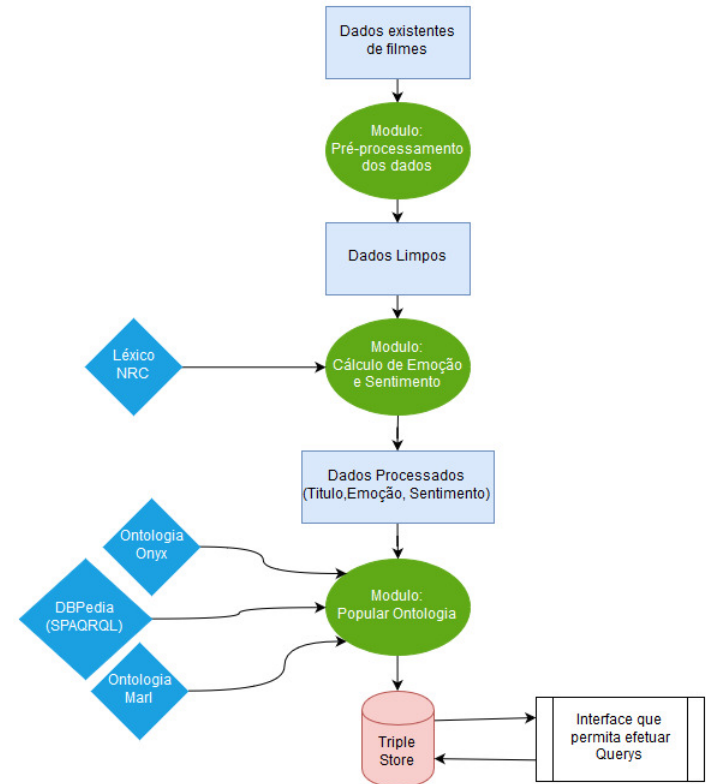 Dados existentes
de filmes
Modulo:
Pré-processamento
dos dados
Dados Limpos
Léxico
NRC
Modulo:
Cálculo de Emoção
e Sentimento
Dados Processados
(Titulo,Emoção, Sentimento)
Ontologia
Onyx
DBPedia
(SPAQRQL)
Ontologia
Marl
Modulo:
Popular Ontologia
Triple
Store
Interface que
permita efetuar
Querys